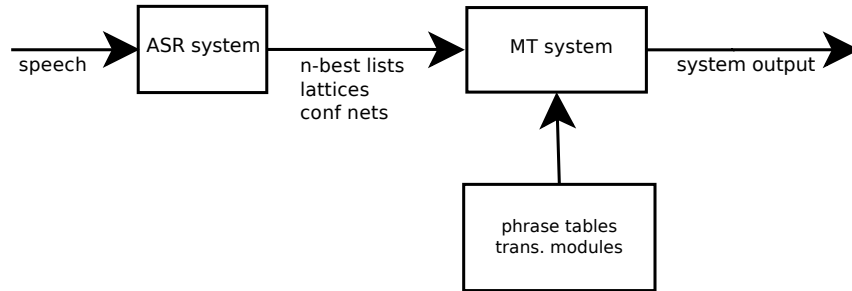 speech
ASR system
n-best lists
lattices
conf nets
MT system
system output
phrase tables
trans. modules